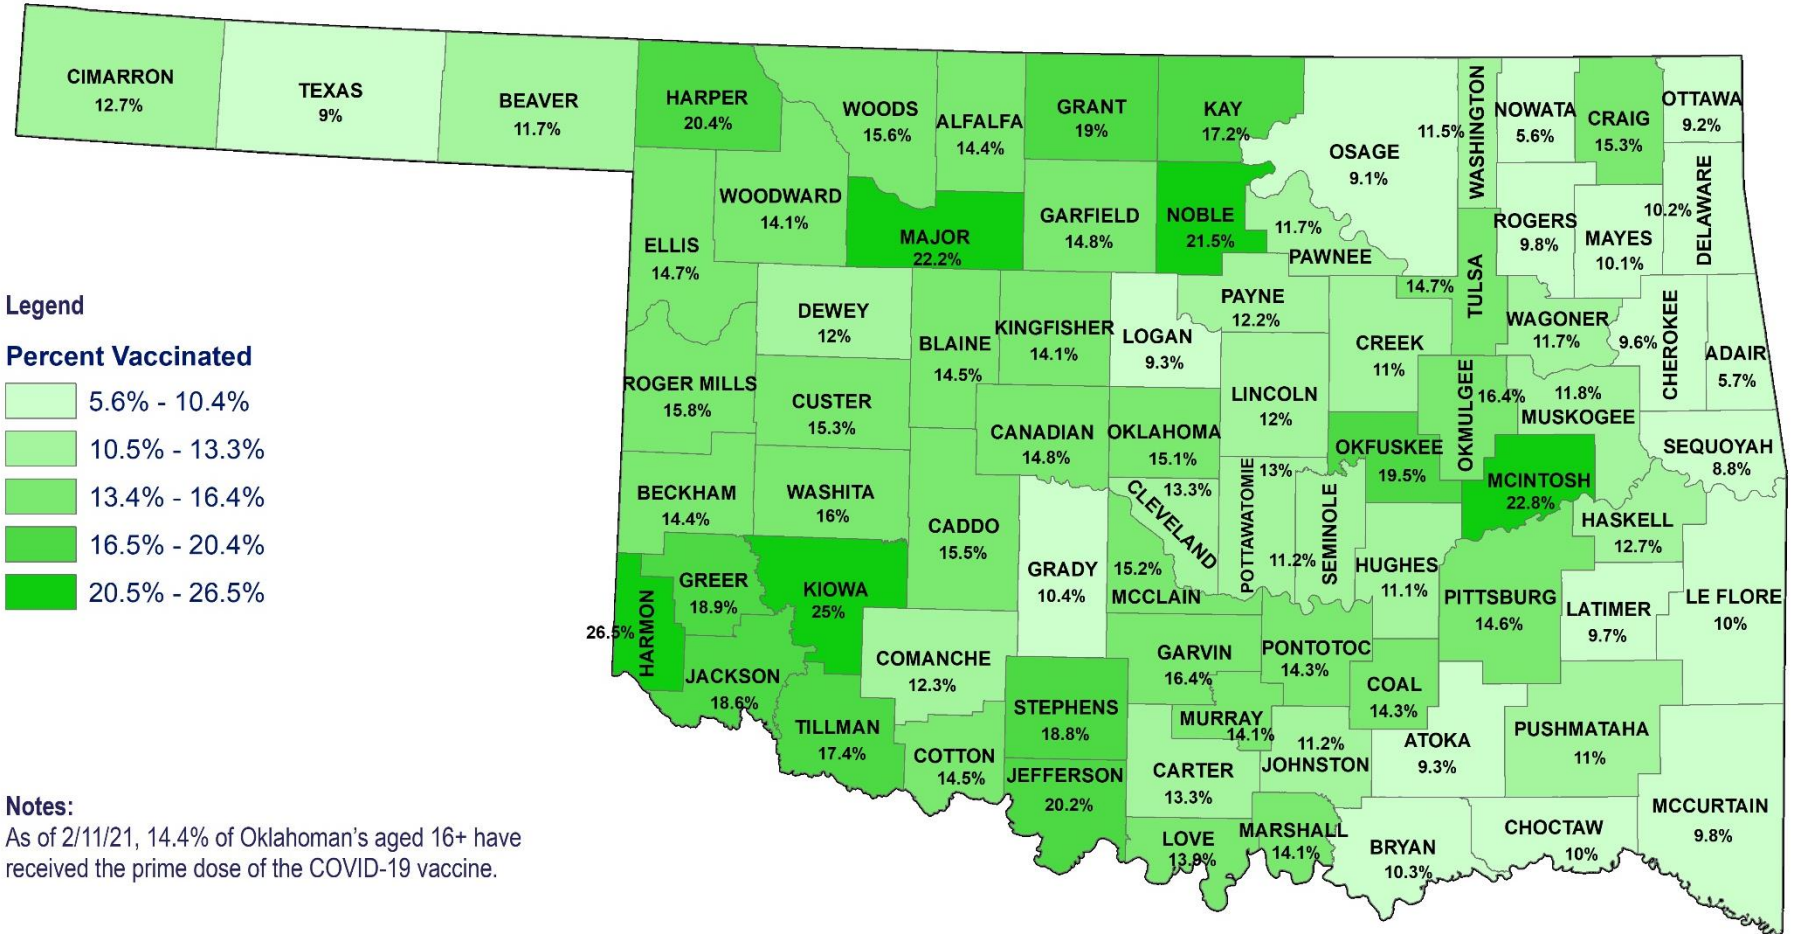 CIMARRON
12.7%
TEXAS
9%
BEAVER
11.7%
HARPER
20.4%
WOODS
15.6%
ALFALFA
14.4%
GRANT
19%
KAY
17.2%
OSAGE
9.1%
11.5%
WASHINGTON
NOWATA
5.6%
CRAIG
15.3%
OTTAWA
9.2%
ELLIS
14.7%
WOODWARD
14.1%
MAJOR
22.2%
GARFIELD
14.8%
NOBLE
21.5%
11.7%
PAWNEE
ROGERS
9.8%
MAYES
10.1%
10.2%
DELAWARE
DEWEY
12%
BLAINE
14.5%
KINGFISHER
14.1%
LOGAN
9.3%
PAYNE
12.2%
CREEK
11%
14.7%
TULSA
WAGONER
11.7%
9.6%
CHEROKEE
ADAIR
5.7%
ROGER MILLS
15.8%
CUSTER
15.3%
CANADIAN
14.8%
OKLAHOMA
15.1%
LINCOLN
12%
OKFUSKEE
19.5%
OKMULGEE
16.4%
11.8%
MUSKOGEE
SEQUOYAH
8.8%
BECKHAM
14.4%
WASHITA
16%
CADDO
15.5%
GRADY
10.4%
13.3%
CLEVELAND
POTTAWATOMIE
13%
11.2%
SEMINOLE
HUGHES
11.1%
MCINTOSH
22.8%
HASKELL
12.7%
26.5%
HARMON
GREER
18.9%
KIOWA
25%
COMANCHE
12.3%
15.2%
MCCLAIN
PITTSBURG
14.6%
LATIMER
9.7%
LE FLORE
10%
JACKSON
18.6%
TILLMAN
17.4%
COTTON
14.5%
STEPHENS
18.8%
GARVIN
16.4%
PONTOTOC
14.3%
COAL
14.3%
MURRAY
14.1%
11.2%
JOHNSTON
ATOKA
9.3%
PUSHMATAHA
11%
JEFFERSON
20.2%
CARTER
13.3%
LOVE
13.9%
MARSHALL
14.1%
BRYAN
10.3%
CHOCTAW
10%
MCCURTAIN
9.8%
Legend
Percent Vaccinated
5.6% - 10.4%
10.5% - 13.3%
13.4% - 16.4%
16.5% - 20.4%
20.5% - 26.5%
Notes:
As of 2/11/21, 14.4% of Oklahoman’s aged 16+ have
received the prime dose of the COVID-19 vaccine.